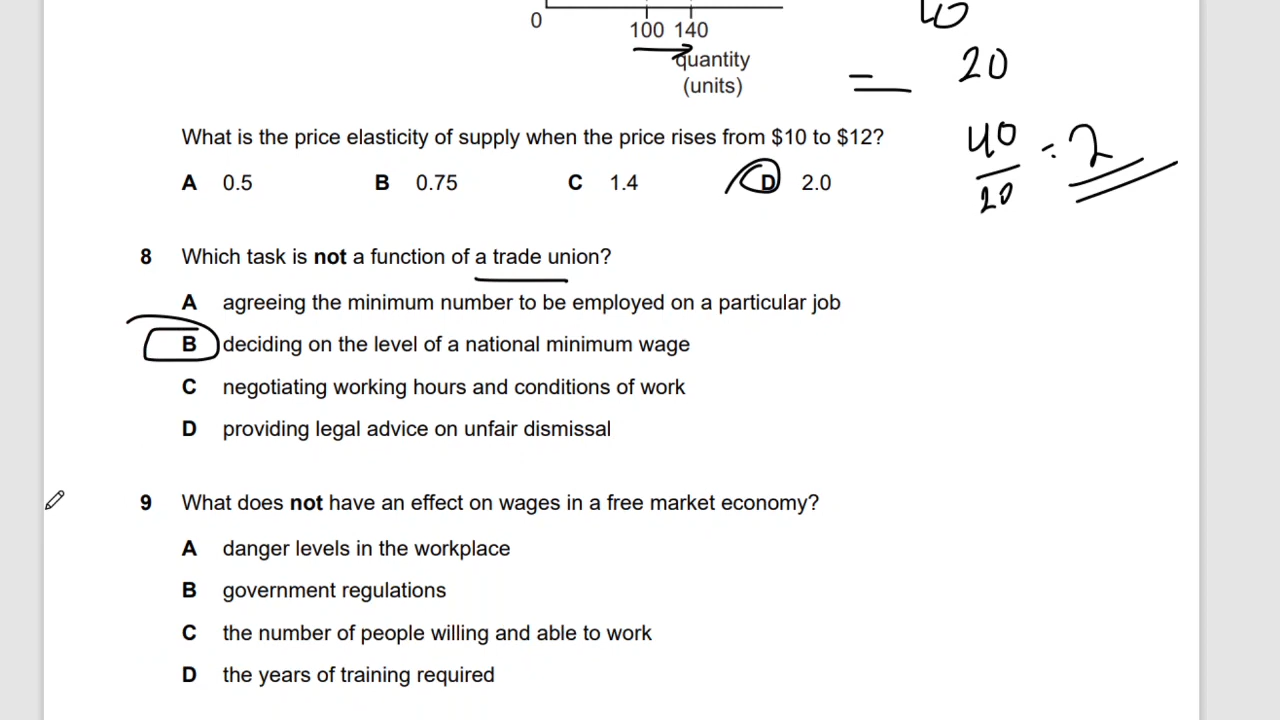 0
100 140
quantity
(units)
= 20
40/20 = 2
What is the price elasticity of supply when the price rises from $10 to $12?
A 0.5 B 0.75 C 1.4 D 2.0
8 Which task is not a function of a trade union?
A agreeing the minimum number to be employed on a particular job
B deciding on the level of a national minimum wage
C negotiating working hours and conditions of work
D providing legal advice on unfair dismissal
9 What does not have an effect on wages in a free market economy?
A danger levels in the workplace
B government regulations
C the number of people willing and able to work
D the years of training required